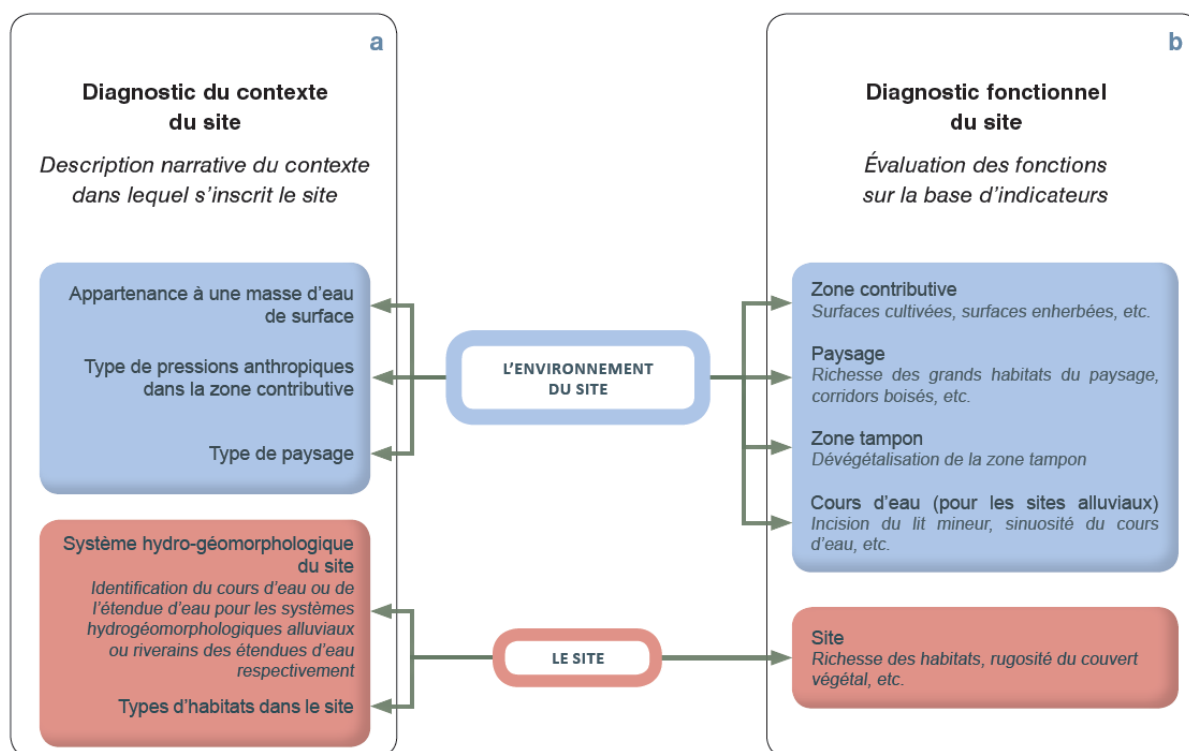 a
Diagnostic du contexte
du site
Description narrative du contexte
dans lequel s'inscrit le site
Appartenance à une masse d'eau
de surface
Type de pressions anthropiques
dans la zone contributive
Type de paysage
Système hydro-géomorphologique
du site
Identification du cours d'eau ou de
l'étendue d'eau pour les systèmes
hydrogéomorphologiques alluviaux
ou riverains des étendues d'eau
respectivement
Types d'habitats dans le site
L'ENVIRONNEMENT
DU SITE
LE SITE
b
Diagnostic fonctionnel
du site
Évaluation des fonctions
sur la base d'indicateurs
Zone contributive
Surfaces cultivées, surfaces enherbées, etc.
Paysage
Richesse des grands habitats du paysage,
corridors boisés, etc.
Zone tampon
Dévégétalisation de la zone tampon
Cours d'eau (pour les sites alluviaux)
Incision du lit mineur, sinuosité du cours
d'eau, etc.
Site
Richesse des habitats, rugosité du couvert
végétal, etc.